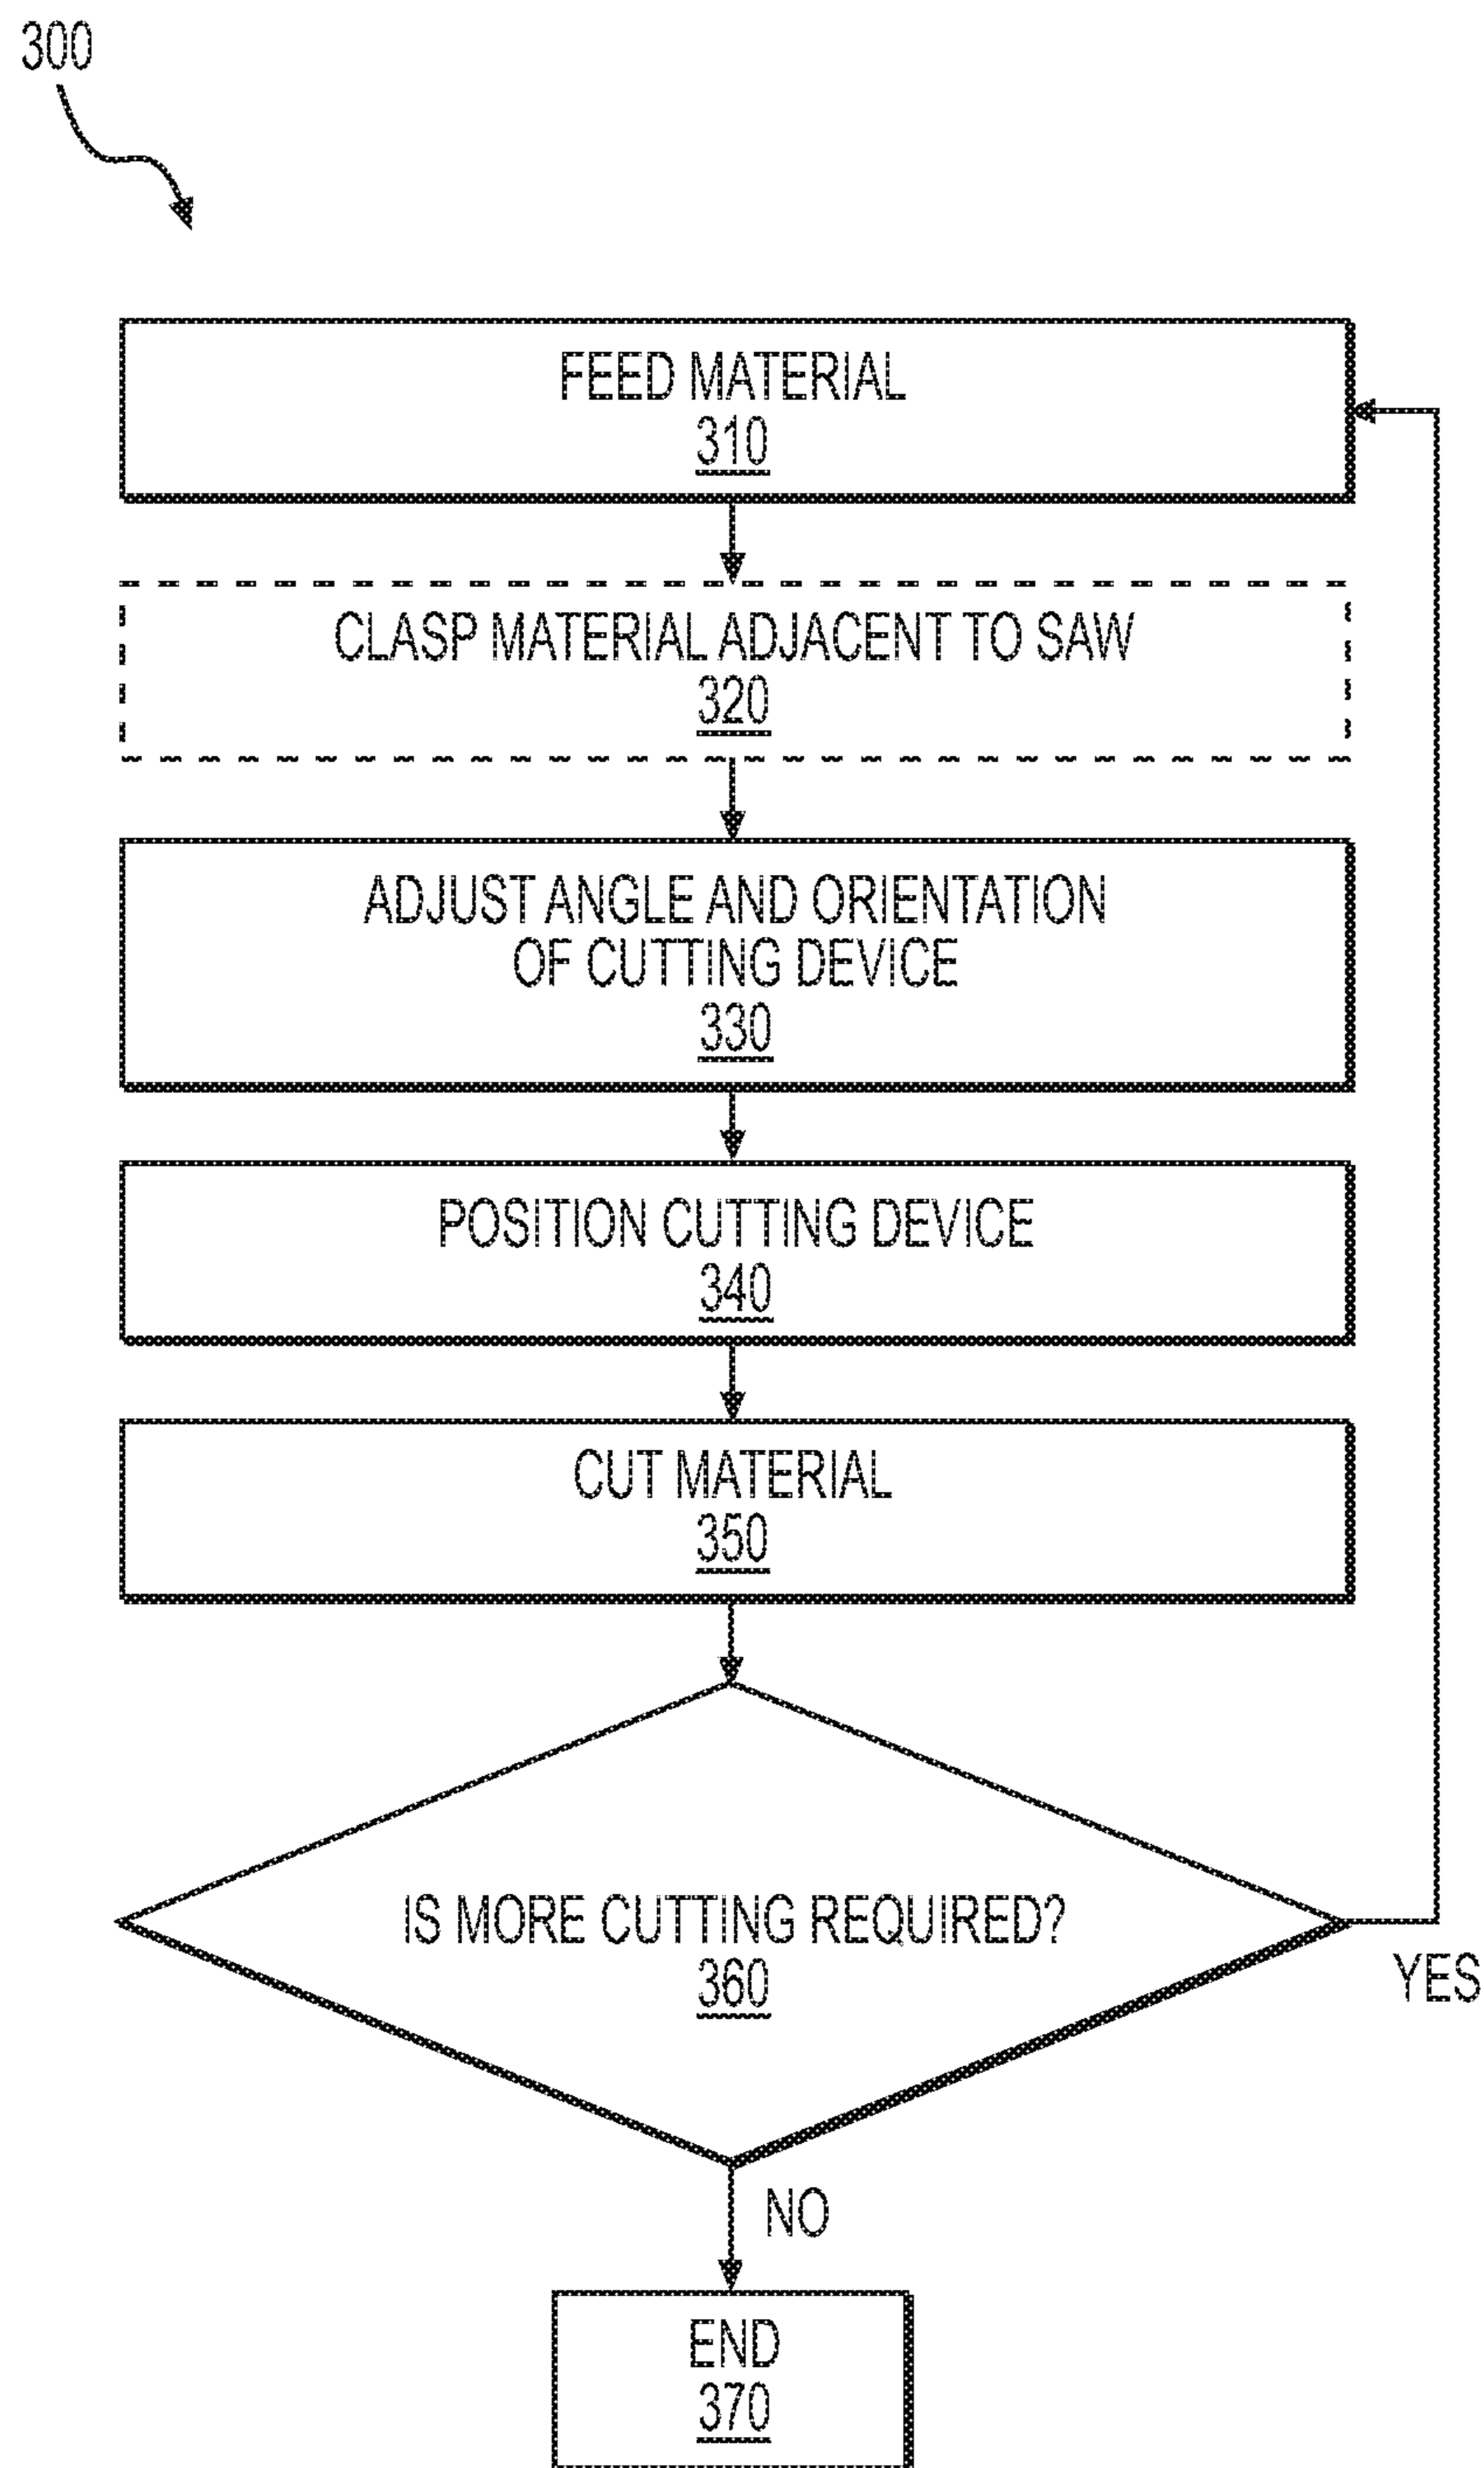 300
FEED MATERIAL
310
CLASP MATERIAL ADJACENT TO SAW
320
ADJUST ANGLE AND ORIENTATION
OF CUTTING DEVICE
330
POSITION CUTTING DEVICE
340
CUT MATERIAL
350
IS MORE CUTTING REQUIRED?
360
YES
NO
END
370